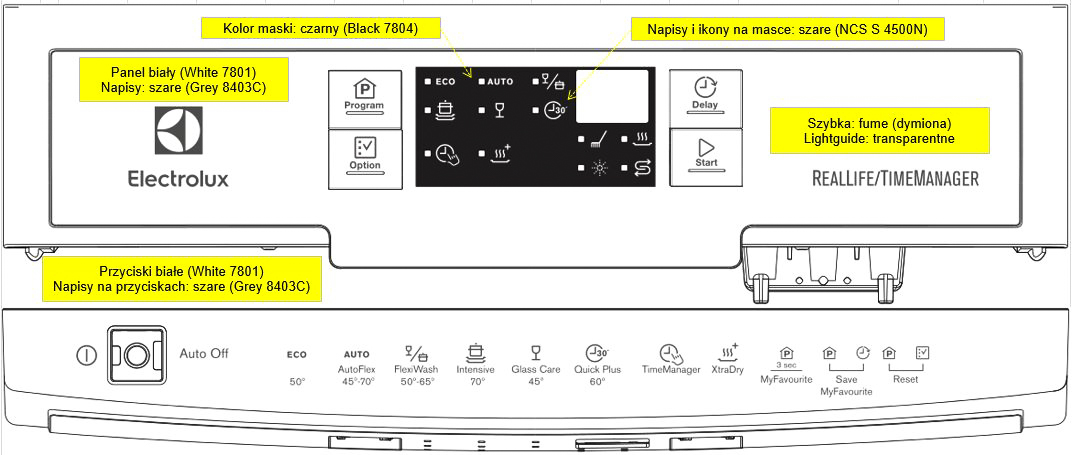 Kolor maski: czarny (Black 7804)
Napisy i ikony na masce: szare (NCS S 4500N)
Panel biały (White 7801)
Napisy: szare (Grey 8403C)
Program
Option
ECO
AUTO
30'
Delay
Start
Szybka: fume (dymiona)
Lightguide: transparentne
Electrolux
REALLIFE/TIMEMANAGER
Przyciski białe (White 7801)
Napisy na przyciskach: szare (Grey 8403C)
Auto Off
ECO
50°
AUTO
AutoFlex
45°-70°
FlexiWash
50°-65°
Intensive
70°
Glass Care
45°
30'
Quick Plus
60°
TimeManager
XtraDry
3 sec
MyFavourite
Save
MyFavourite
Reset